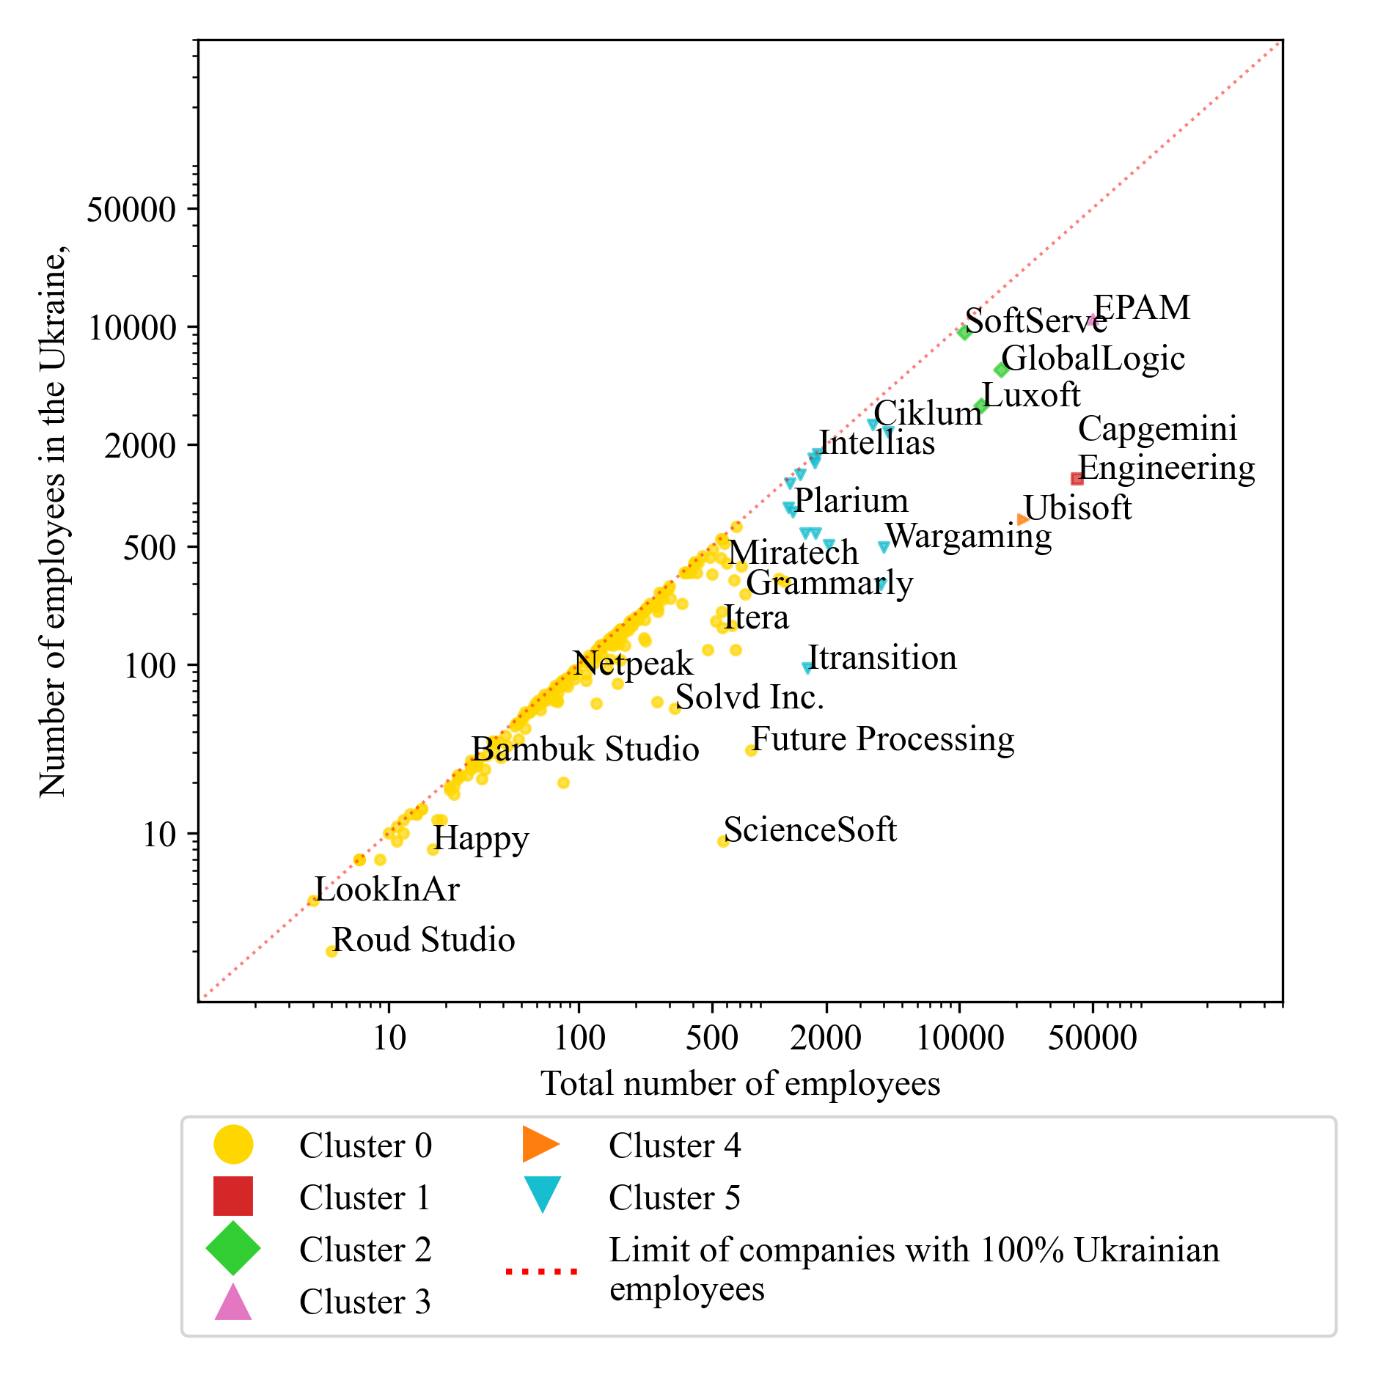 50000
10000
2000
500
100
10
Number of employees in the Ukraine,
EPAM
SoftServe
GlobalLogic
Luxoft
Ciklum
Capgemini
Engineering
Intellias
Plarium
Ubisoft
Wargaming
Miratech
Grammarly
Itera
Netpeak
Itransition
Solvd Inc.
Future Processing
Bambuk Studio
ScienceSoft
Happy
LookInAr
Roud Studio
10
100
500
2000
10000
50000
Total number of employees
Cluster 0
Cluster 1
Cluster 2
Cluster 3
Cluster 4
Cluster 5
Limit of companies with 100% Ukrainian
employees